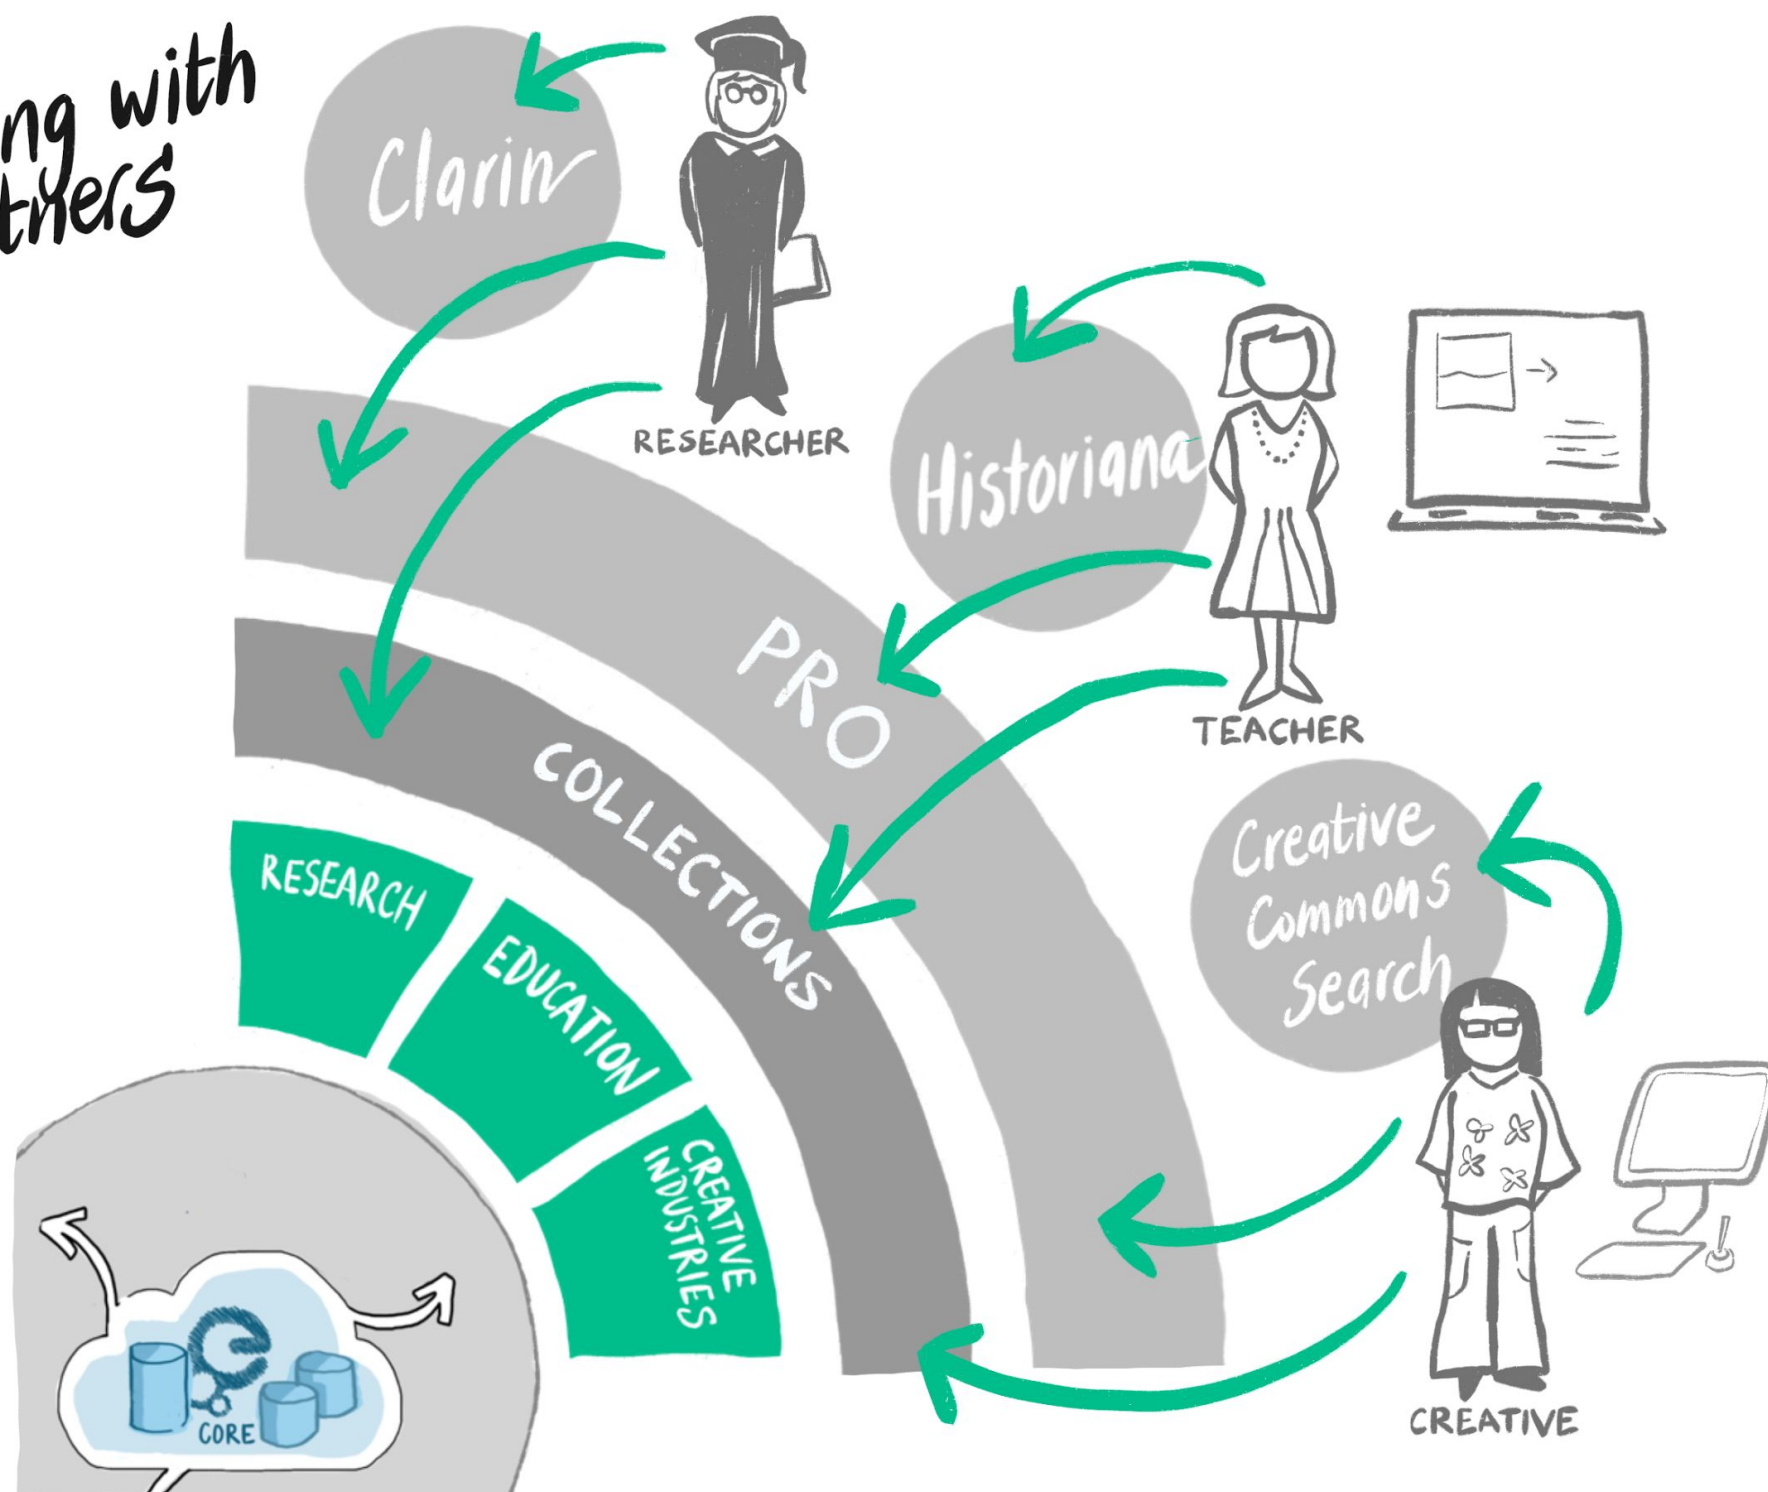 ng with
tners
Clarin
RESEARCHER
Historiana
TEACHER
PRO
COLLECTIONS
Creative
Commons
Search
RESEARCH
EDUCATION
CREATIVE
INDUSTRIES
CORE
CREATIVE